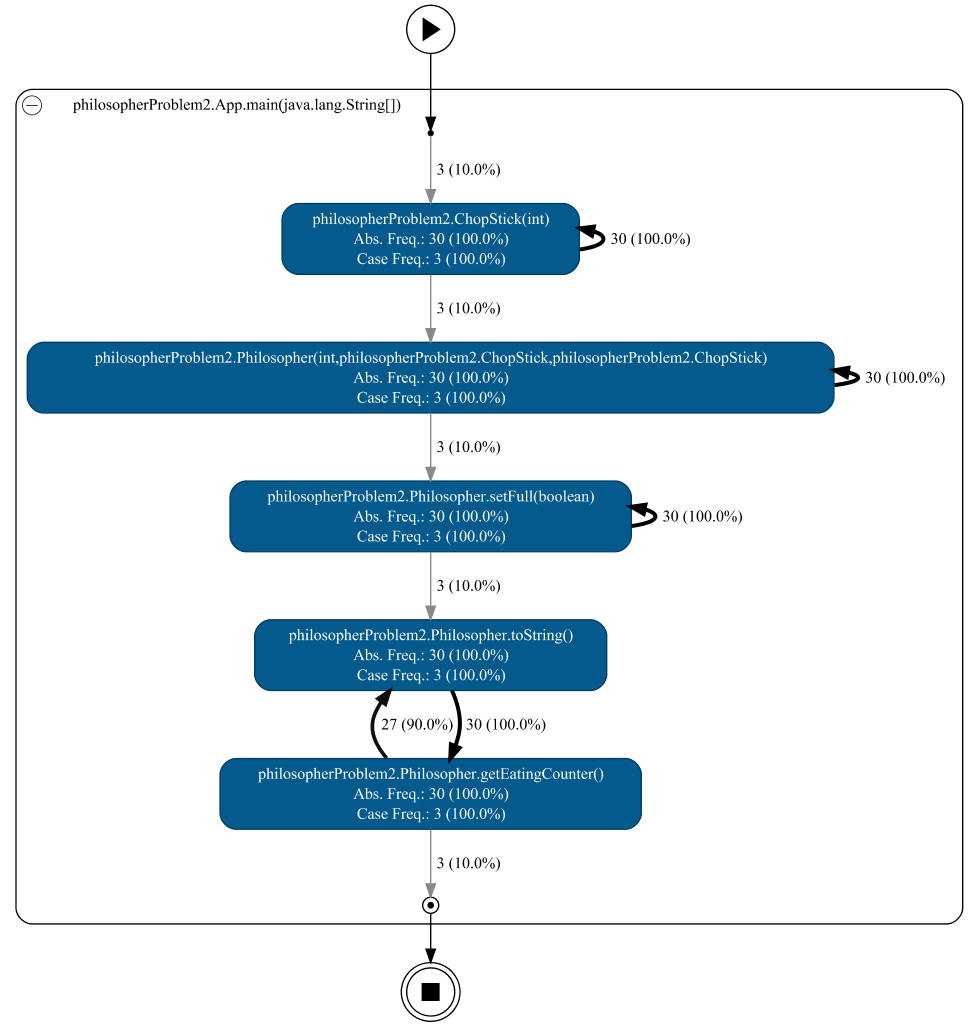 philosopherProblem2.App.main(java.lang.String[])
3 (10.0%)
philosopherProblem2.ChopStick(int)
Abs. Freq.: 30 (100.0%)
Case Freq.: 3 (100.0%)
30 (100.0%)
3 (10.0%)
philosopherProblem2.Philosopher(int,philosopherProblem2.ChopStick,philosopherProblem2.ChopStick)
Abs. Freq.: 30 (100.0%)
Case Freq.: 3 (100.0%)
30 (100.0%)
3 (10.0%)
philosopherProblem2.Philosopher.setFull(boolean)
Abs. Freq.: 30 (100.0%)
Case Freq.: 3 (100.0%)
30 (100.0%)
3 (10.0%)
philosopherProblem2.Philosopher.toString()
Abs. Freq.: 30 (100.0%)
Case Freq.: 3 (100.0%)
27 (90.0%)
30 (100.0%)
philosopherProblem2.Philosopher.getEatingCounter()
Abs. Freq.: 30 (100.0%)
Case Freq.: 3 (100.0%)
3 (10.0%)